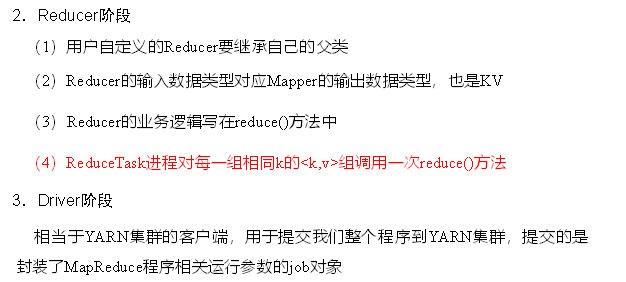 2．Reducer阶段
（1）用户自定义的Reducer要继承自己的父类
（2）Reducer的输入数据类型对应Mapper的输出数据类型，也是KV
（3）Reducer的业务逻辑写在reduce()方法中
（4）ReduceTask进程对每一组相同k的<k,v>组调用一次reduce()方法
3．Driver阶段
相当于YARN集群的客户端，用于提交我们整个程序到YARN集群，提交的是
封装了MapReduce程序相关运行参数的job对象